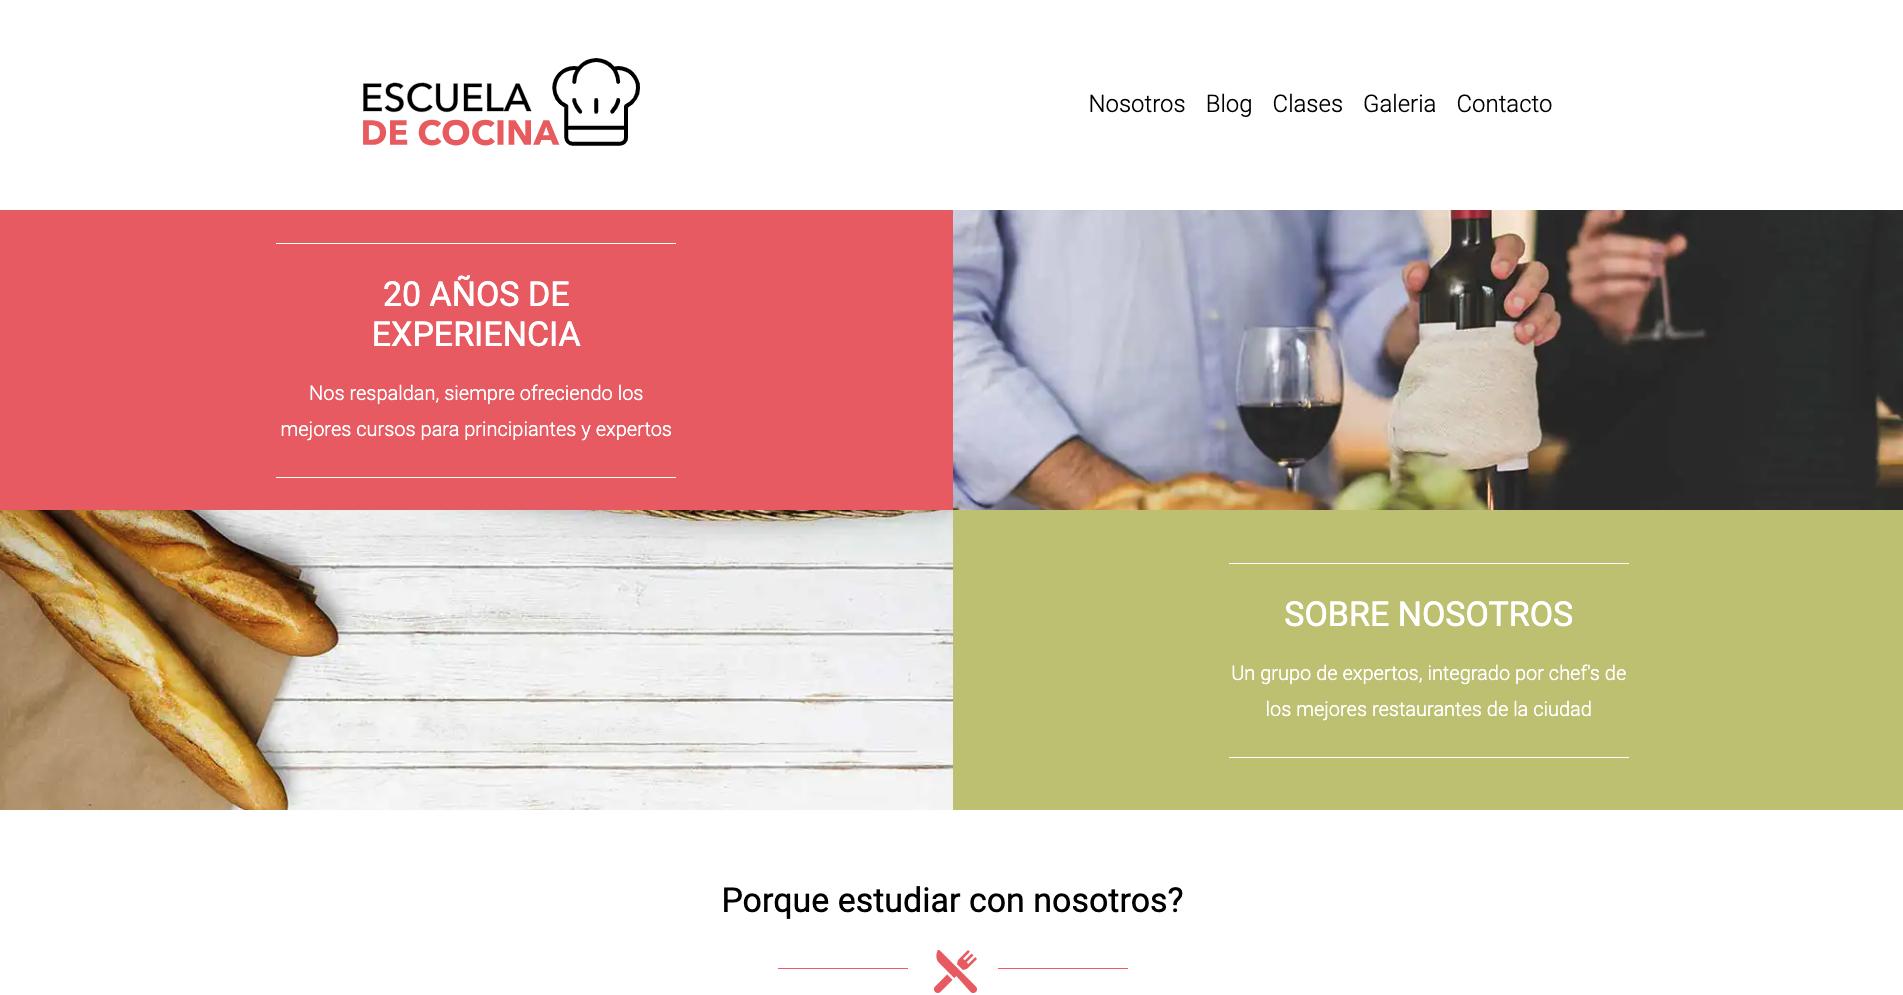 ESCUELA
DE COCINA
Nosotros Blog Clases Galeria Contacto
20 AÑOS DE
EXPERIENCIA
Nos respaldan, siempre ofreciendo los
mejores cursos para principiantes y expertos
SOBRE NOSOTROS
Un grupo de expertos, integrado por chef's de
los mejores restaurantes de la ciudad
Porque estudiar con nosotros?